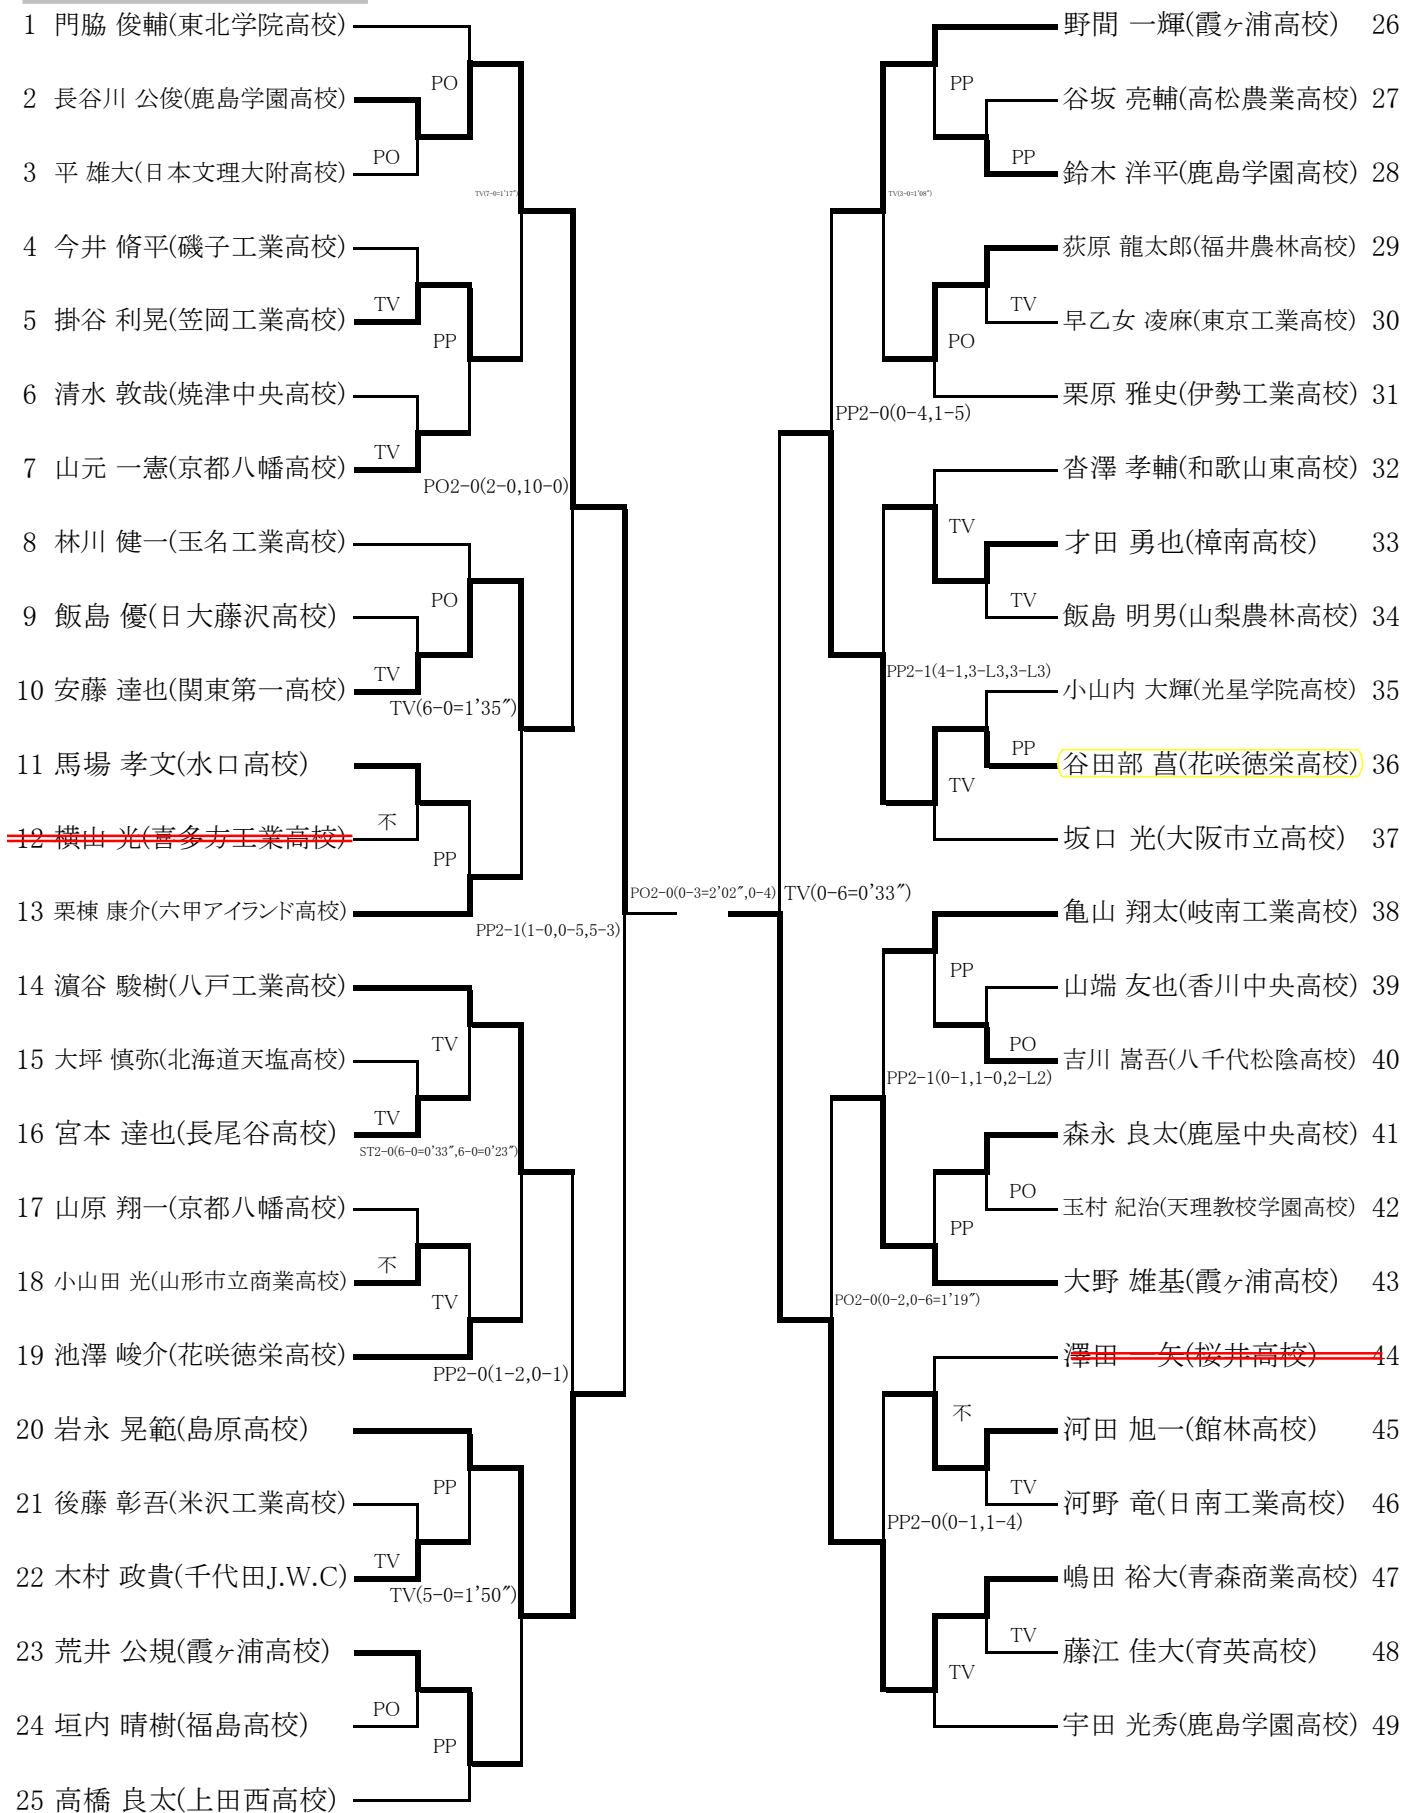 1 門脇 俊輔(東北学院高校)
2 長谷川 公俊(鹿島学園高校)
3 平 雄大(日本文理大附高校)
4 今井 脩平(磯子工業高校)
5 掛谷 利晃(笠岡工業高校)
6 清水 敦哉(焼津中央高校)
7 山元 一憲(京都八幡高校)
8 林川 健一(玉名工業高校)
9 飯島 優(日大藤沢高校)
10 安藤 達也(関東第一高校)
11 馬場 孝文(水口高校)
12 横山 光(喜多方工業高校)
13 栗棟 康介(六甲アイランド高校)
14 濵谷 駿樹(八戸工業高校)
15 大坪 慎弥(北海道天塩高校)
16 宮本 達也(長尾谷高校)
17 山原 翔一(京都八幡高校)
18 小山田 光(山形市立商業高校)
19 池澤 峻介(花咲徳栄高校)
20 岩永 晃範(島原高校)
21 後藤 彰吾(米沢工業高校)
22 木村 政貴(千代田J.W.C)
23 荒井 公規(霞ヶ浦高校)
24 垣内 晴樹(福島高校)
25 高橋 良太(上田西高校)
PO
PO
TV
PP
TV
PO
TV
不
PP
TV
TV
不
TV
PP
TV
PO
PP
TV(7-0=1'17″)
PO2-0(2-0,10-0)
TV(6-0=1'35″)
PP2-1(1-0,0-5,5-3)
ST2-0(6-0=0'33″,6-0=0'23″)
PP2-0(1-2,0-1)
TV(5-0=1'50″)
PO2-0(0-3=2'02″,0-4)
TV(0-6=0'33″)
野間 一輝(霞ヶ浦高校) 26
谷坂 亮輔(高松農業高校) 27
鈴木 洋平(鹿島学園高校) 28
荻原 龍太郎(福井農林高校) 29
早乙女 凌麻(東京工業高校) 30
栗原 雅史(伊勢工業高校) 31
沓澤 孝輔(和歌山東高校) 32
才田 勇也(樟南高校) 33
飯島 明男(山梨農林高校) 34
小山内 大輝(光星学院高校) 35
谷田部 菖(花咲徳栄高校) 36
坂口 光(大阪市立高校) 37
亀山 翔太(岐南工業高校) 38
山端 友也(香川中央高校) 39
吉川 嵩吾(八千代松陰高校) 40
森永 良太(鹿屋中央高校) 41
玉村 紀治(天理教校学園高校) 42
大野 雄基(霞ヶ浦高校) 43
澤田 一矢(桜井高校) 44
河田 旭一(館林高校) 45
河野 竜(日南工業高校) 46
嶋田 裕大(青森商業高校) 47
藤江 佳大(育英高校) 48
宇田 光秀(鹿島学園高校) 49
PP
PP
TV(3-0=1'08″)
TV
PO
PP2-0(0-4,1-5)
TV
TV
PP2-1(4-1,3-L3,3-L3)
PP
TV
PP
PO
PP2-1(0-1,1-0,2-L2)
PO
PP
PO2-0(0-2,0-6=1'19″)
不
TV
PP2-0(0-1,1-4)
TV
TV